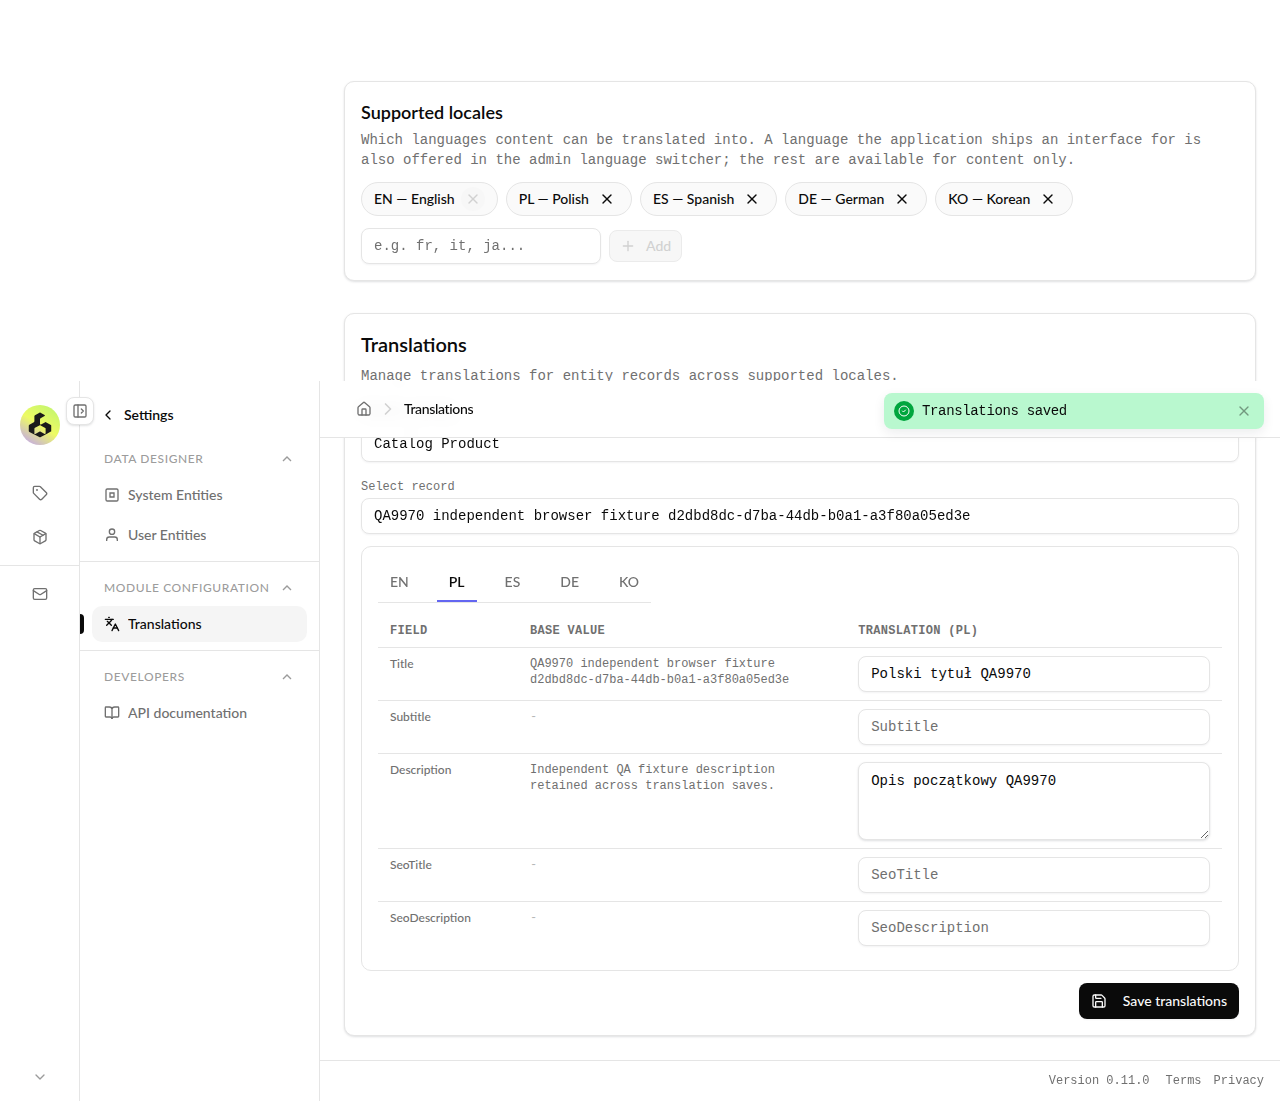 Supported locales
Which languages content can be translated into. A language the application ships an interface for is
also offered in the admin language switcher; the rest are available for content only.
EN — English
PL — Polish
ES — Spanish
DE — German
KO — Korean
e.g. fr, it, ja...
Add
Translations
Manage translations for entity records across supported locales.
Settings
DATA DESIGNER
System Entities
User Entities
MODULE CONFIGURATION
Translations
DEVELOPERS
API documentation
Translations
Translations saved
Catalog Product
Select record
QA9970 independent browser fixture d2dbd8dc-d7ba-44db-b0a1-a3f80a05ed3e
EN PL ES DE KO
FIELD BASE VALUE TRANSLATION (PL)
Title
QA9970 independent browser fixture
d2dbd8dc-d7ba-44db-b0a1-a3f80a05ed3e
Polski tytuł QA9970
Subtitle - Subtitle
Description
Independent QA fixture description
retained across translation saves.
Opis początkowy QA9970
SeoTitle - SeoTitle
SeoDescription - SeoDescription
Save translations
Version 0.11.0 Terms Privacy